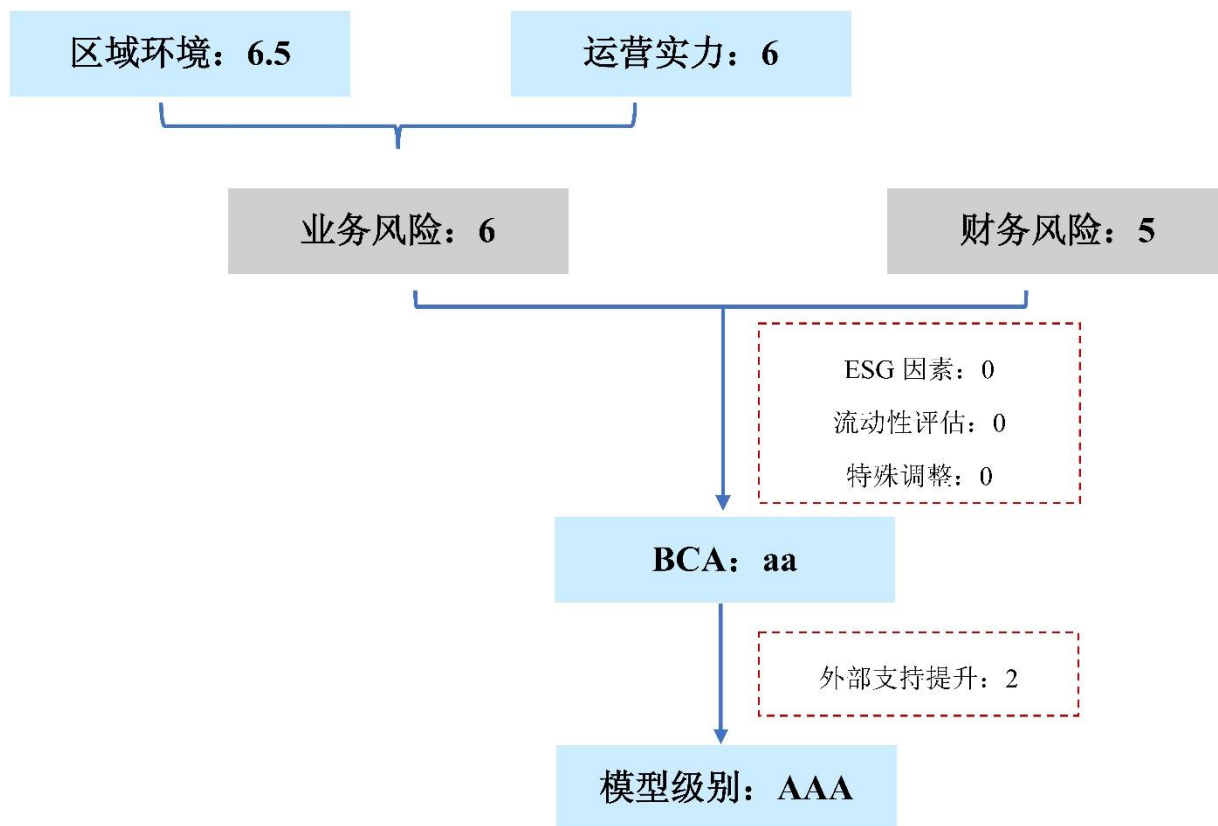 区域环境：6.5
运营实力：6
业务风险：6
财务风险：5
ESG 因素：0
流动性评估：0
特殊调整：0
BCA：aa
外部支持提升：2
模型级别：AAA